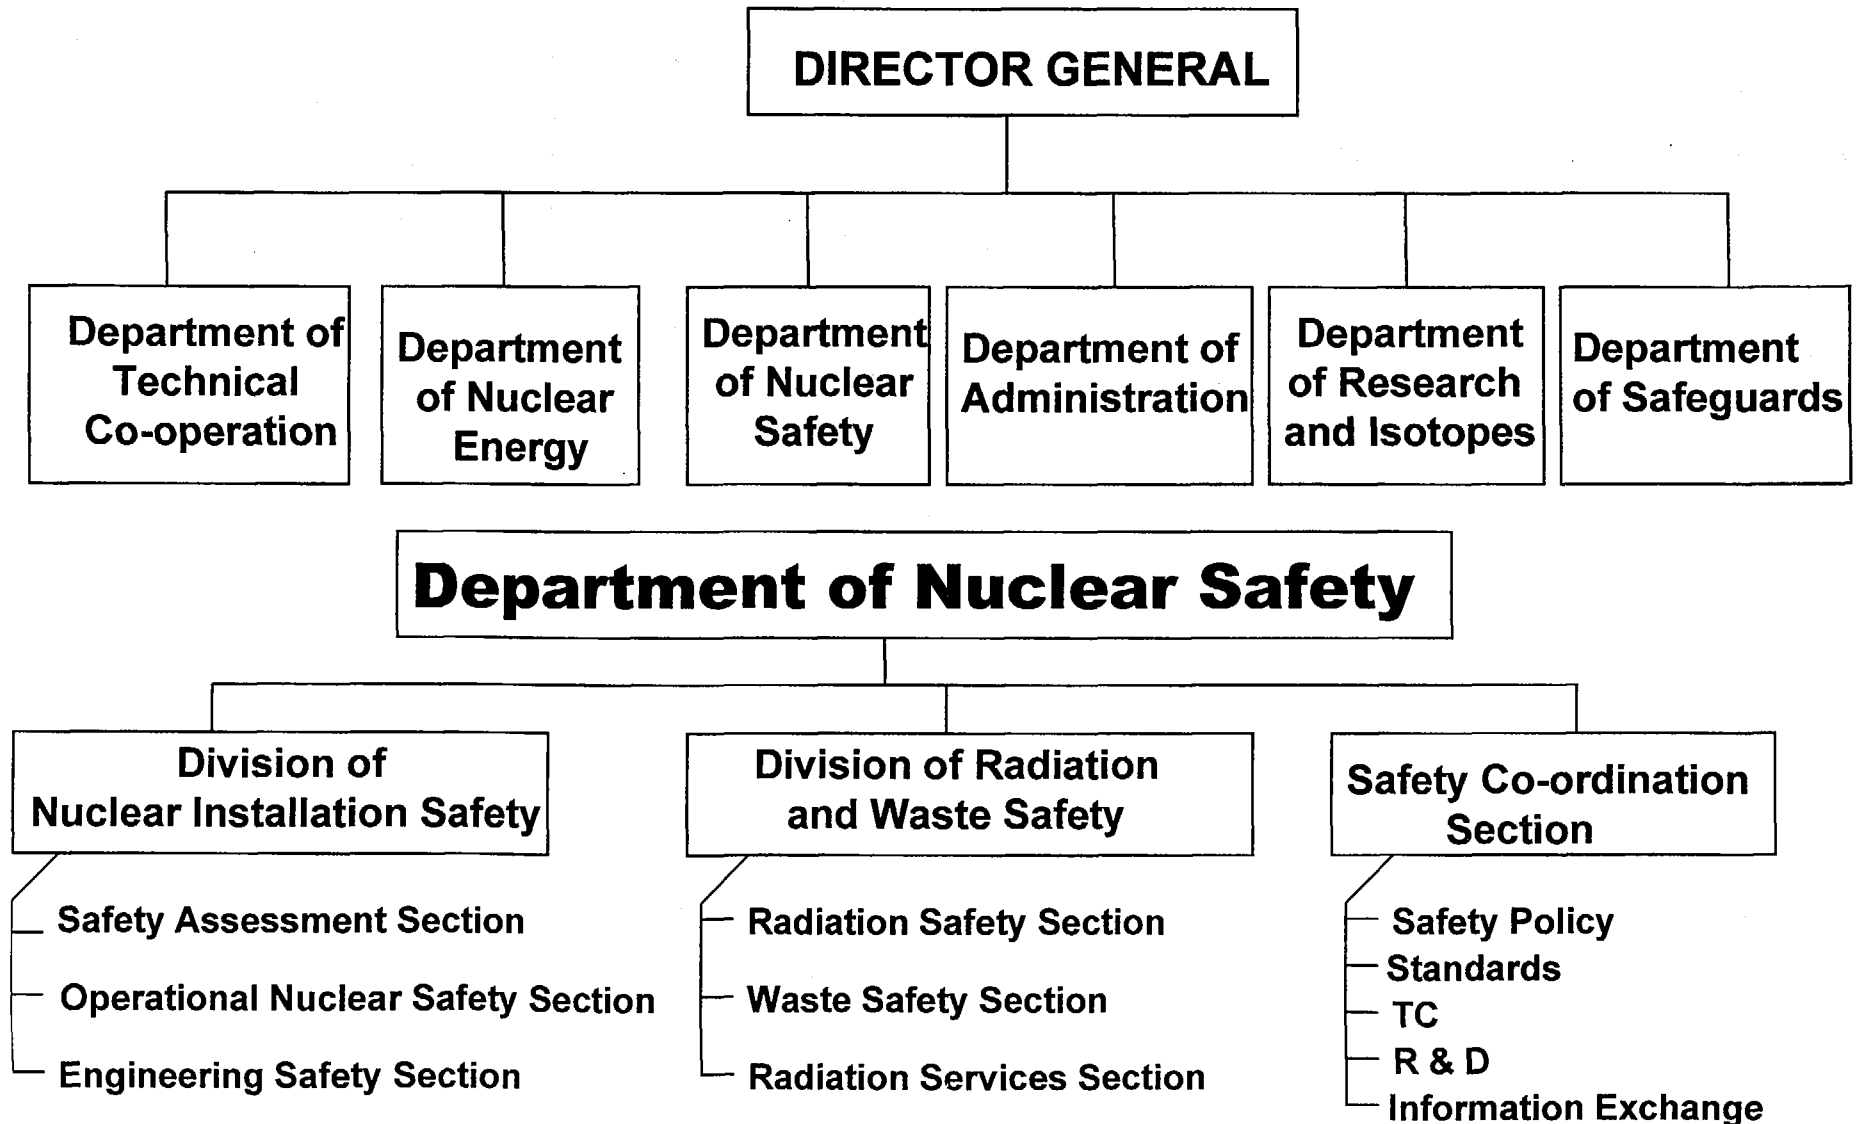 DIRECTOR GENERAL
Department of
Technical
Co-operation
Department
of Nuclear
Energy
Department
of Nuclear
Safety
Department of
Administration
Department
of Research
and Isotopes
Department
of Safeguards
Department of Nuclear Safety
Division of
Nuclear Installation Safety
Safety Assessment Section
Operational Nuclear Safety Section
Engineering Safety Section
Division of Radiation
and Waste Safety
Radiation Safety Section
Waste Safety Section
Radiation Services Section
Safety Co-ordination
Section
Safety Policy
Standards
TC
R & D
Information Exchange